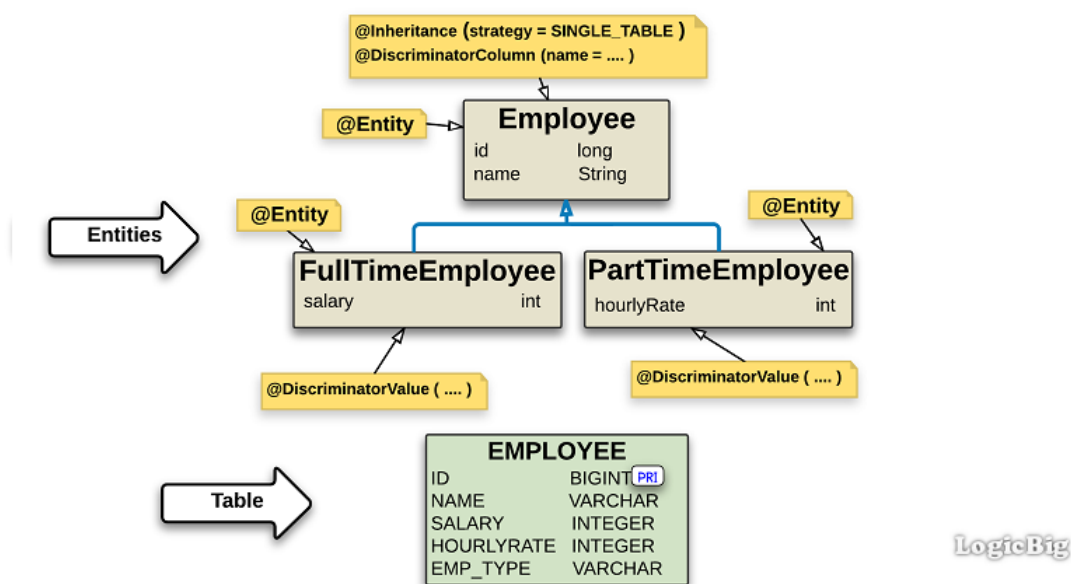 @Inheritance (strategy = SINGLE_TABLE )
@DiscriminatorColumn (name = .... )
@Entity
Employee
id long
name String
Entities
@Entity
@Entity
FullTimeEmployee
salary int
PartTimeEmployee
hourlyRate int
@DiscriminatorValue ( .... )
@DiscriminatorValue ( .... )
Table
EMPLOYEE
ID BIGINT PRI
NAME VARCHAR
SALARY INTEGER
HOURLYRATE INTEGER
EMP_TYPE VARCHAR
LogicBig